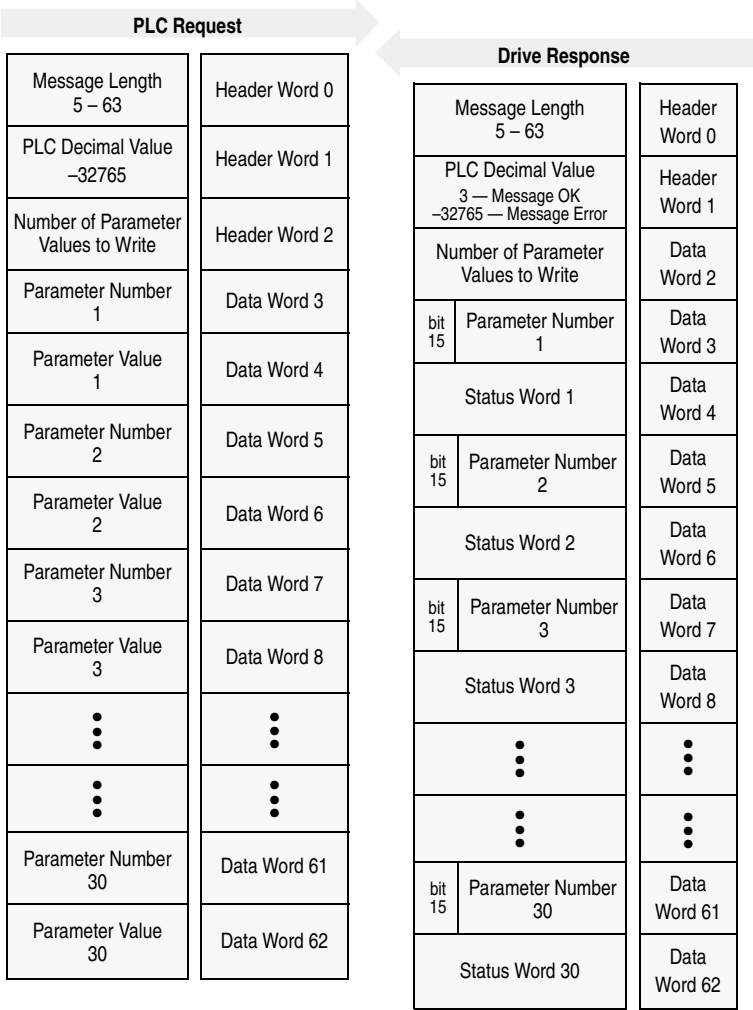 PLC Request
Message Length
5 – 63
Header Word 0
PLC Decimal Value
–32765
Header Word 1
Number of Parameter
Values to Write
Header Word 2
Parameter Number
1
Data Word 3
Parameter Value
1
Data Word 4
Parameter Number
2
Data Word 5
Parameter Value
2
Data Word 6
Parameter Number
3
Data Word 7
Parameter Value
3
Data Word 8
Parameter Number
30
Data Word 61
Parameter Value
30
Data Word 62
Drive Response
Message Length
5 – 63
Header
Word 0
PLC Decimal Value
3 — Message OK
–32765 — Message Error
Header
Word 1
Number of Parameter
Values to Write
Data
Word 2
bit
15
Parameter Number
1
Data
Word 3
Status Word 1
Data
Word 4
bit
15
Parameter Number
2
Data
Word 5
Status Word 2
Data
Word 6
bit
15
Parameter Number
3
Data
Word 7
Status Word 3
Data
Word 8
bit
15
Parameter Number
30
Data
Word 61
Status Word 30
Data
Word 62